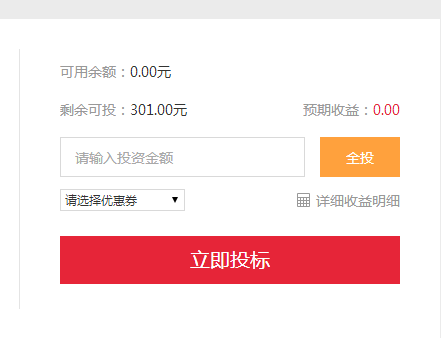 可用余额：0.00元
剩余可投：301.00元 预期收益：0.00
请输入投资金额 全投
请选择优惠券 详细收益明细
立即投标